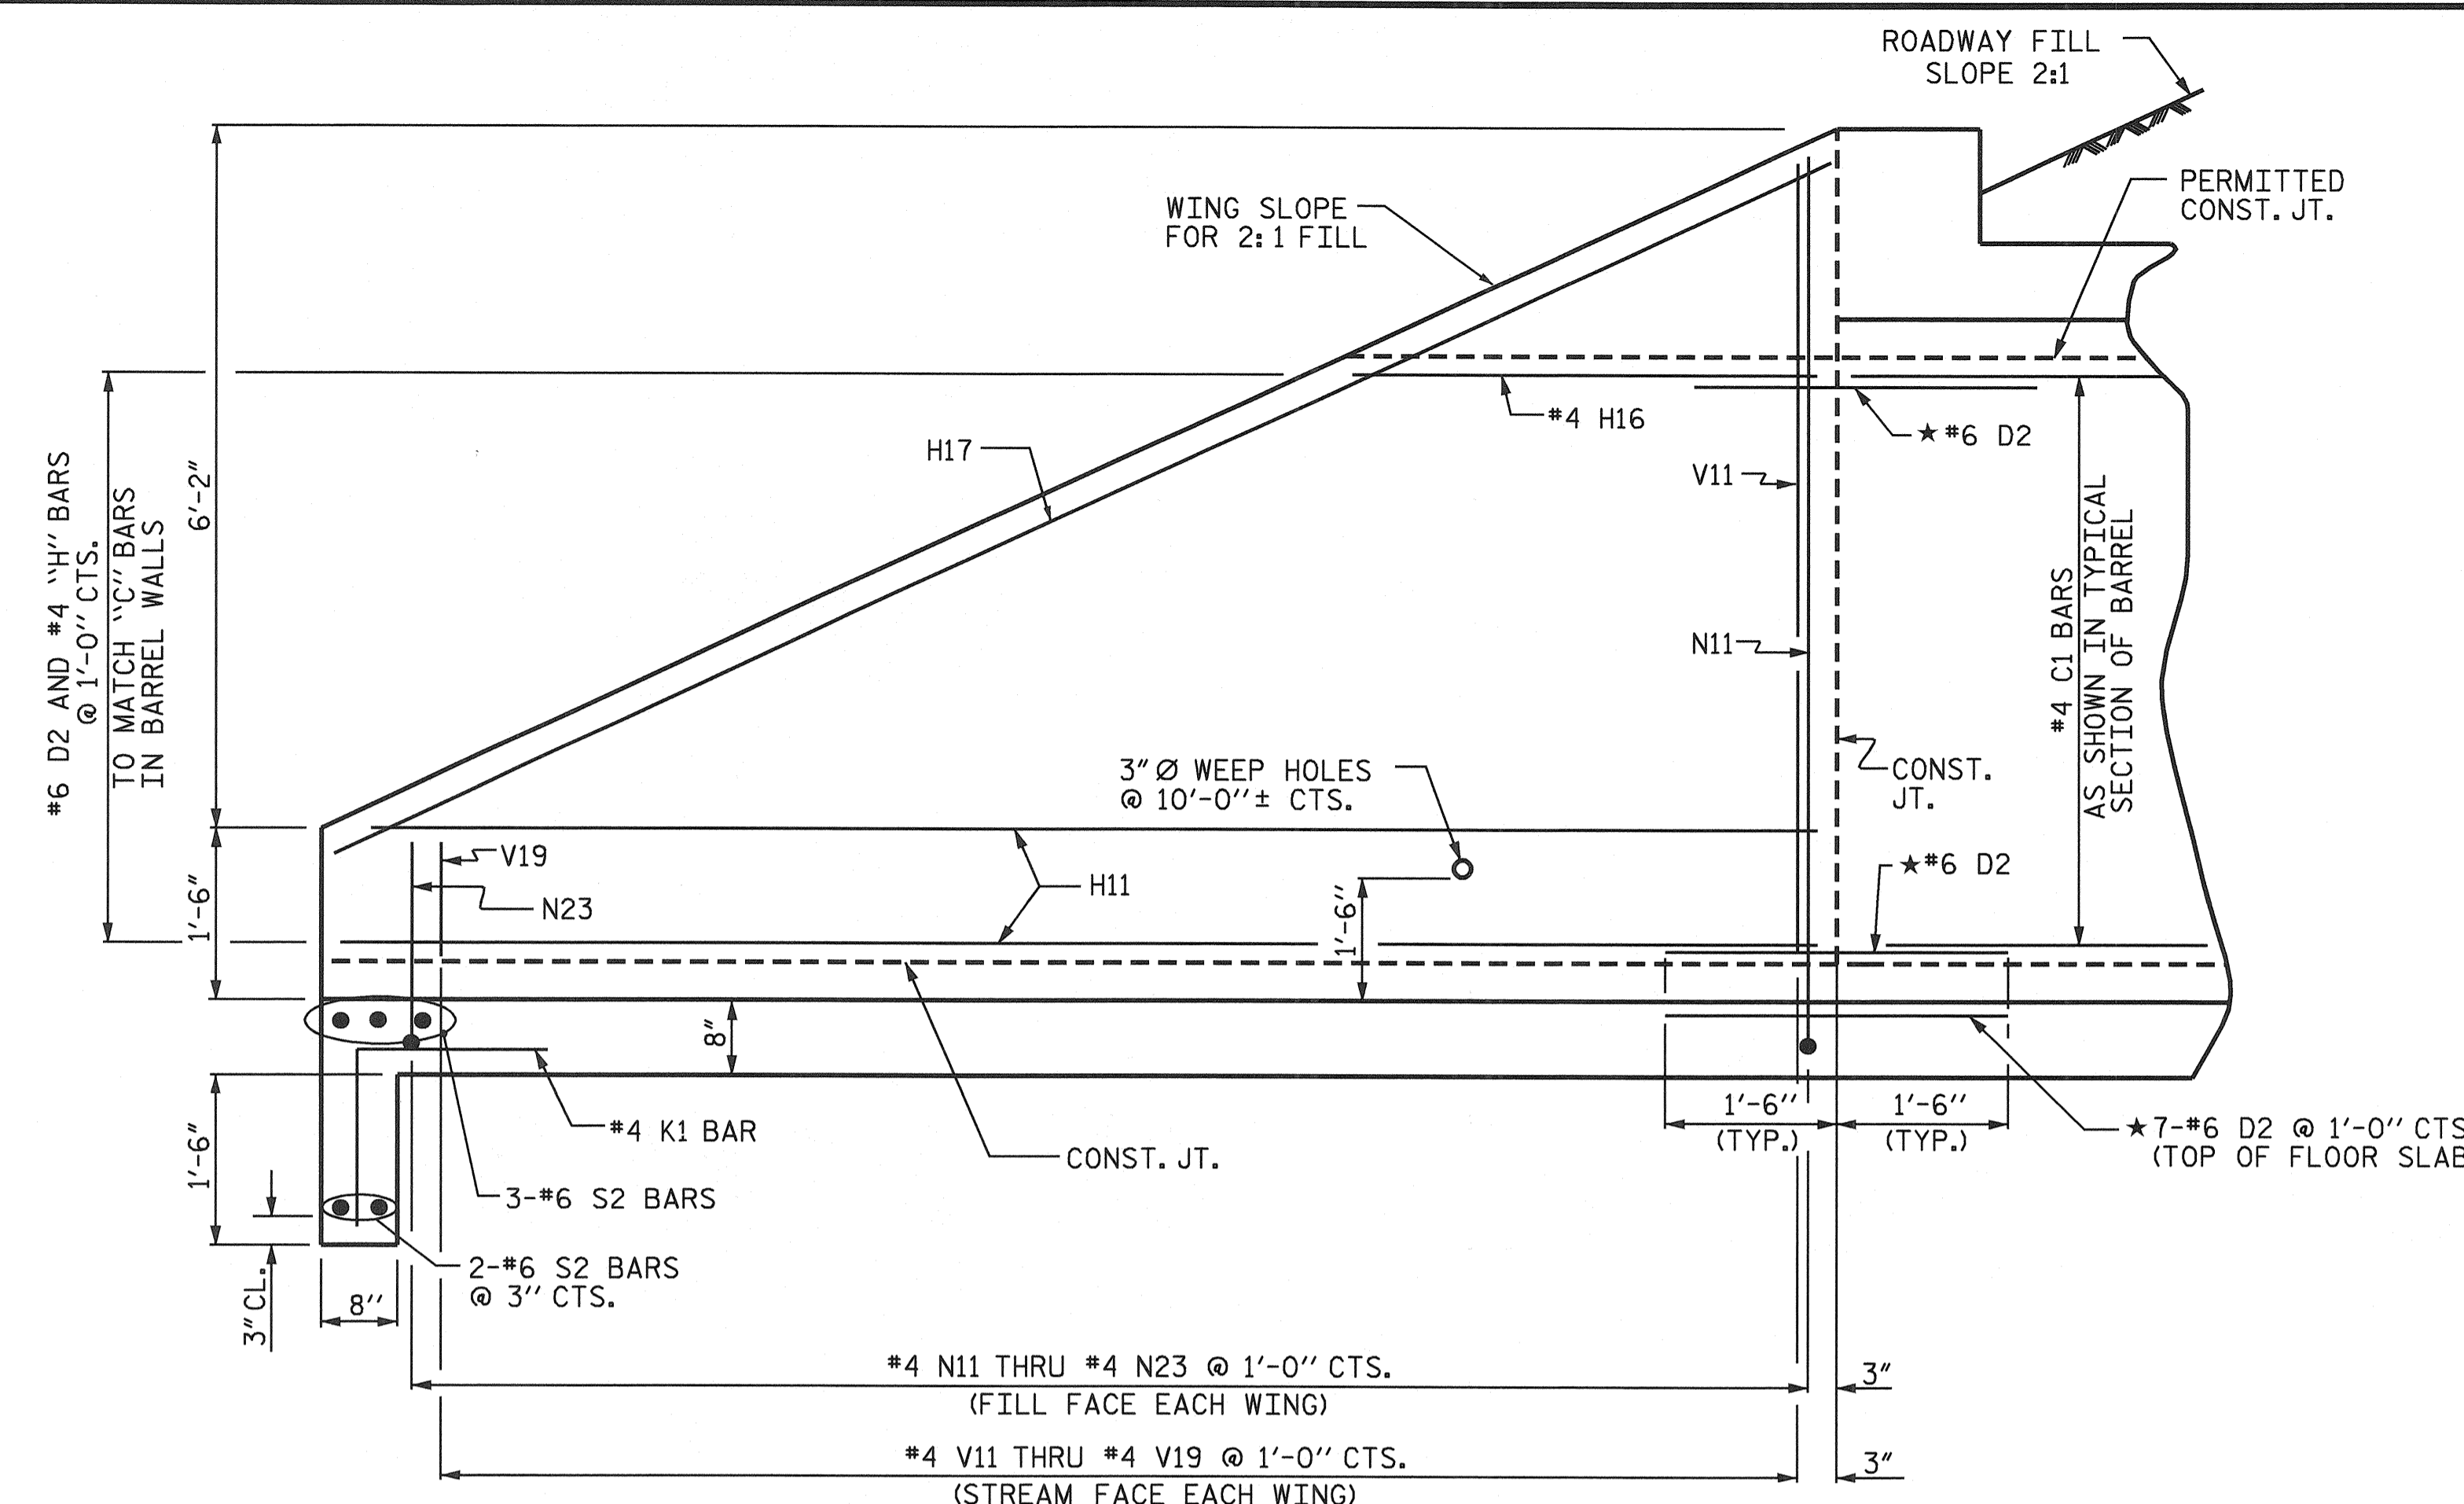 ROADWAY FILL
SLOPE 2:1
PERMITTED
CONST. JT.
WING SLOPE
FOR 2:1 FILL
#4 H16
★ #6 D2
H17
V11
N11
6'-2"
#6 D2 AND #4 "H" BARS
@ 1'-0" CTS.
TO MATCH "C" BARS
IN BARREL WALLS
#4 C1 BARS
AS SHOWN IN TYPICAL
SECTION OF BARREL
3" Ø WEEP HOLES
@ 10'-0"± CTS.
CONST.
JT.
★ #6 D2
V19
N23
H11
1'-6"
1'-6"
8"
#4 K1 BAR
CONST. JT.
1'-6"
(TYP.)
1'-6"
(TYP.)
★ 7-#6 D2 @ 1'-0" CTS
(TOP OF FLOOR SLAB
1'-6"
3-#6 S2 BARS
2-#6 S2 BARS
@ 3" CTS.
3" CL.
8"
#4 N11 THRU #4 N23 @ 1'-0" CTS.
(FILL FACE EACH WING)
3"
#4 V11 THRU #4 V19 @ 1'-0" CTS.
(STREAM FACE EACH WING)
3"